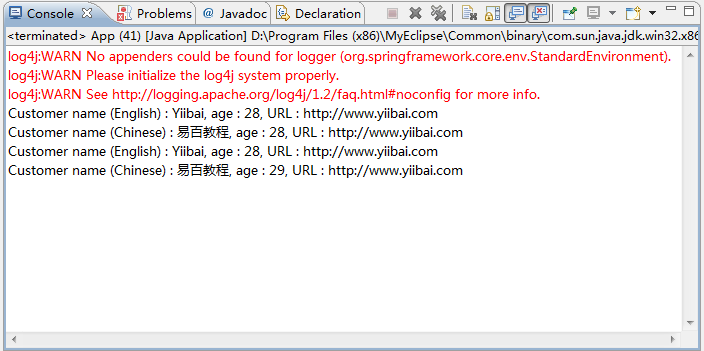 Console Problems Javadoc Declaration
<terminated> App (41) [Java Application] D:\Program Files (x86)\MyEclipse\Common\binary\com.sun.java.jdk.win32.x86
log4j:WARN No appenders could be found for logger (org.springframework.core.env.StandardEnvironment).
log4j:WARN Please initialize the log4j system properly.
log4j:WARN See http://logging.apache.org/log4j/1.2/faq.html#noconfig for more info.
Customer name (English) : Yiibai, age : 28, URL : http://www.yiibai.com
Customer name (Chinese) : 易百教程, age : 28, URL : http://www.yiibai.com
Customer name (English) : Yiibai, age : 28, URL : http://www.yiibai.com
Customer name (Chinese) : 易百教程, age : 29, URL : http://www.yiibai.com